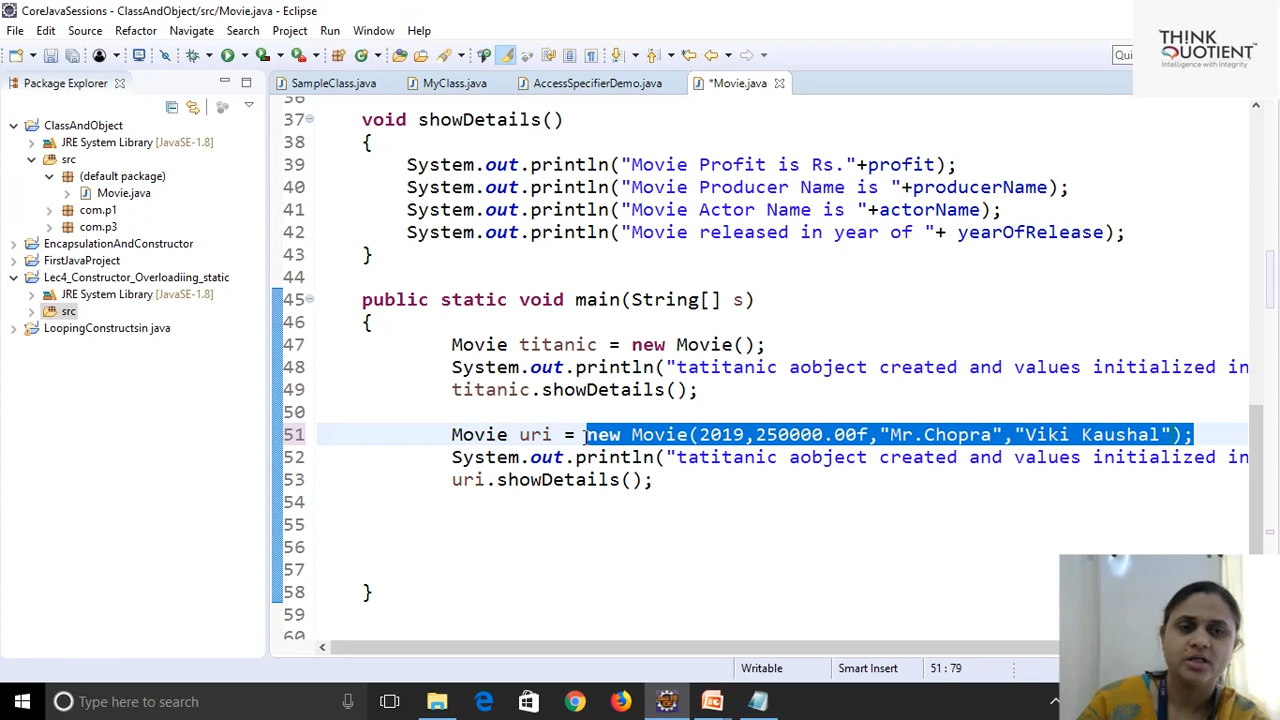 CoreJavaSessions - ClassAndObject/src/Movie.java - Eclipse
File Edit Source Refactor Navigate Search Project Run Window Help
THINK
QUOTIENT
Intelligence with Integrity
Qui
Package Explorer
SampleClass.java MyClass.java AccessSpecifierDemo.java *Movie.java
ClassAndObject
JRE System Library [JavaSE-1.8]
src
(default package)
Movie.java
com.p1
com.p3
EncapsulationAndConstructor
FirstJavaProject
Lec4_Constructor_Overloadiing_static
JRE System Library [JavaSE-1.8]
src
LoopingConstructsin java
36
37 void showDetails()
38 {
39 System.out.println("Movie Profit is Rs."+profit);
40 System.out.println("Movie Producer Name is "+producerName);
41 System.out.println("Movie Actor Name is "+actorName);
42 System.out.println("Movie released in year of "+ yearOfRelease);
43 }
44
45 public static void main(String[] s)
46 {
47 Movie titanic = new Movie();
48 System.out.println("tatitanic aobject created and values initialized in
49 titanic.showDetails();
50
51 Movie uri = new Movie(2019,250000.00f,"Mr.Chopra","Viki Kaushal");
52 System.out.println("tatitanic aobject created and values initialized in
53 uri.showDetails();
54
55
56
57
58 }
59
60
Writable Smart Insert 51 : 79
Type here to search